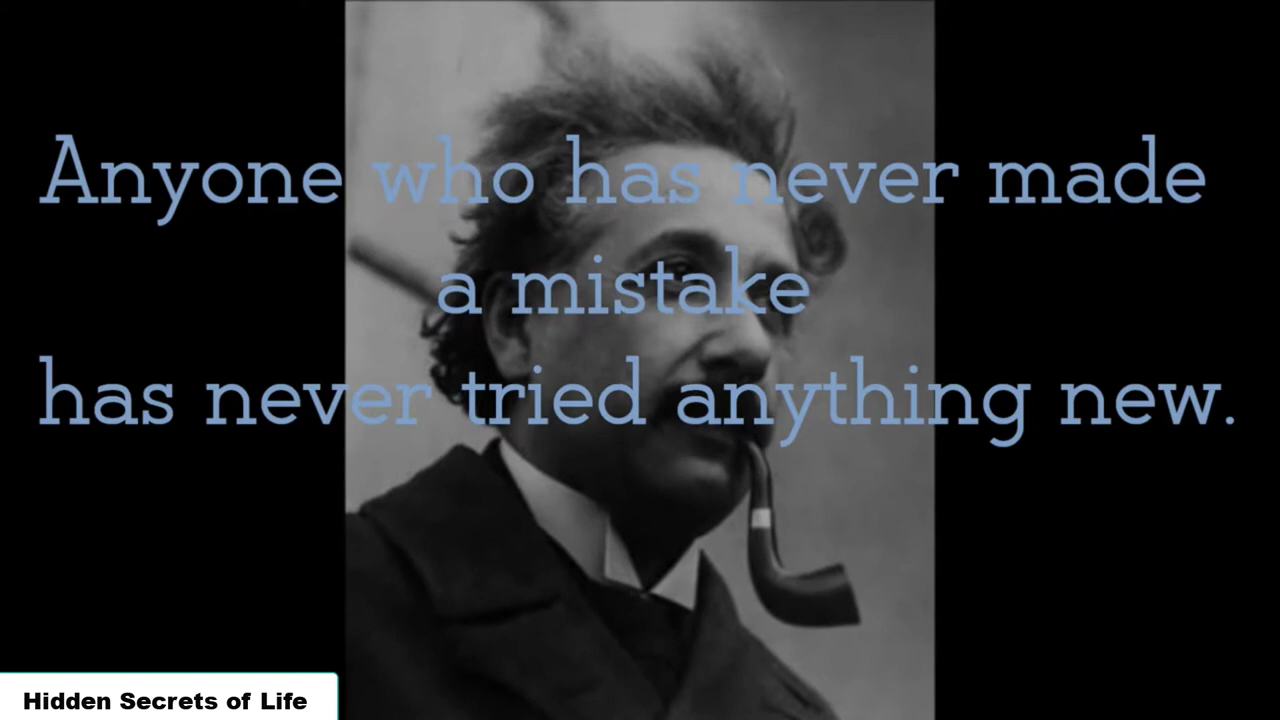 Anyone who has never made
a mistake
has never tried anything new.
Hidden Secrets of Life